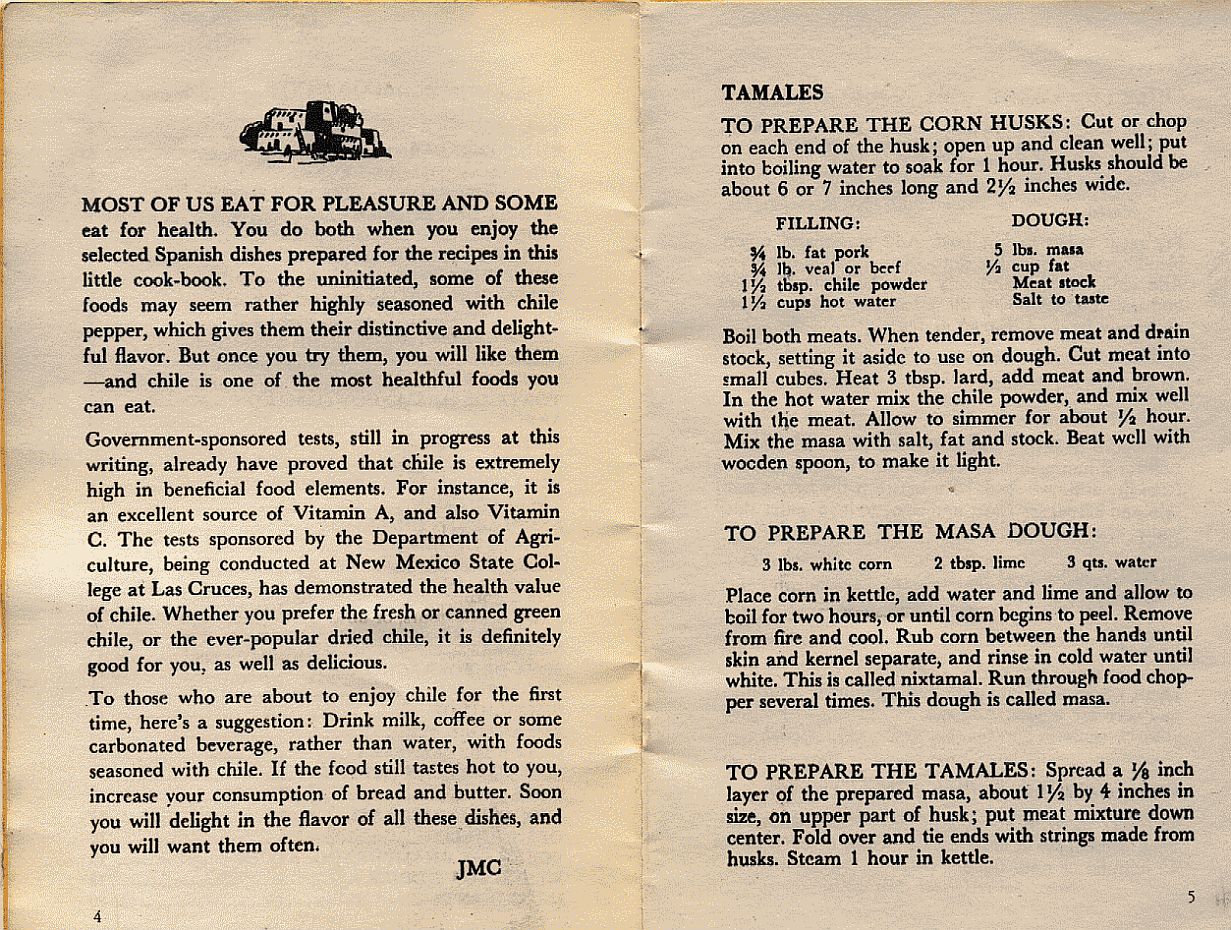 MOST OF US EAT FOR PLEASURE AND SOME
eat for health. You do both when you enjoy the
selected Spanish dishes prepared for the recipes in this
little cook-book. To the uninitiated, some of these
foods may seem rather highly seasoned with chile
pepper, which gives them their distinctive and delight-
ful flavor. But once you try them, you will like them
—and chile is one of the most healthful foods you
can eat.
Government-sponsored tests, still in progress at this
writing, already have proved that chile is extremely
high in beneficial food elements. For instance, it is
an excellent source of Vitamin A, and also Vitamin
C. The tests sponsored by the Department of Agri-
culture, being conducted at New Mexico State Col-
lege at Las Cruces, has demonstrated the health value
of chile. Whether you prefer the fresh or canned green
chile, or the ever-popular dried chile, it is definitely
good for you, as well as delicious.
To those who are about to enjoy chile for the first
time, here's a suggestion: Drink milk, coffee or some
carbonated beverage, rather than water, with foods
seasoned with chile. If the food still tastes hot to you,
increase your consumption of bread and butter. Soon
you will delight in the flavor of all these dishes, and
you will want them often.
JMC
4
TAMALES
TO PREPARE THE CORN HUSKS: Cut or chop
on each end of the husk; open up and clean well; put
into boiling water to soak for 1 hour. Husks should be
about 6 or 7 inches long and 2½ inches wide.
FILLING:
¾ lb. fat pork
¾ lb. veal or beef
1½ tbsp. chile powder
1½ cups hot water
DOUGH:
5 lbs. masa
½ cup fat
Meat stock
Salt to taste
Boil both meats. When tender, remove meat and drain
stock, setting it aside to use on dough. Cut meat into
small cubes. Heat 3 tbsp. lard, add meat and brown.
In the hot water mix the chile powder, and mix well
with the meat. Allow to simmer for about ½ hour.
Mix the masa with salt, fat and stock. Beat well with
wooden spoon, to make it light.
TO PREPARE THE MASA DOUGH:
3 lbs. white corn 2 tbsp. lime 3 qts. water
Place corn in kettle, add water and lime and allow to
boil for two hours, or until corn begins to peel. Remove
from fire and cool. Rub corn between the hands until
skin and kernel separate, and rinse in cold water until
white. This is called nixtamal. Run through food chop-
per several times. This dough is called masa.
TO PREPARE THE TAMALES: Spread a ⅛ inch
layer of the prepared masa, about 1½ by 4 inches in
size, on upper part of husk; put meat mixture down
center. Fold over and tie ends with strings made from
husks. Steam 1 hour in kettle.
5